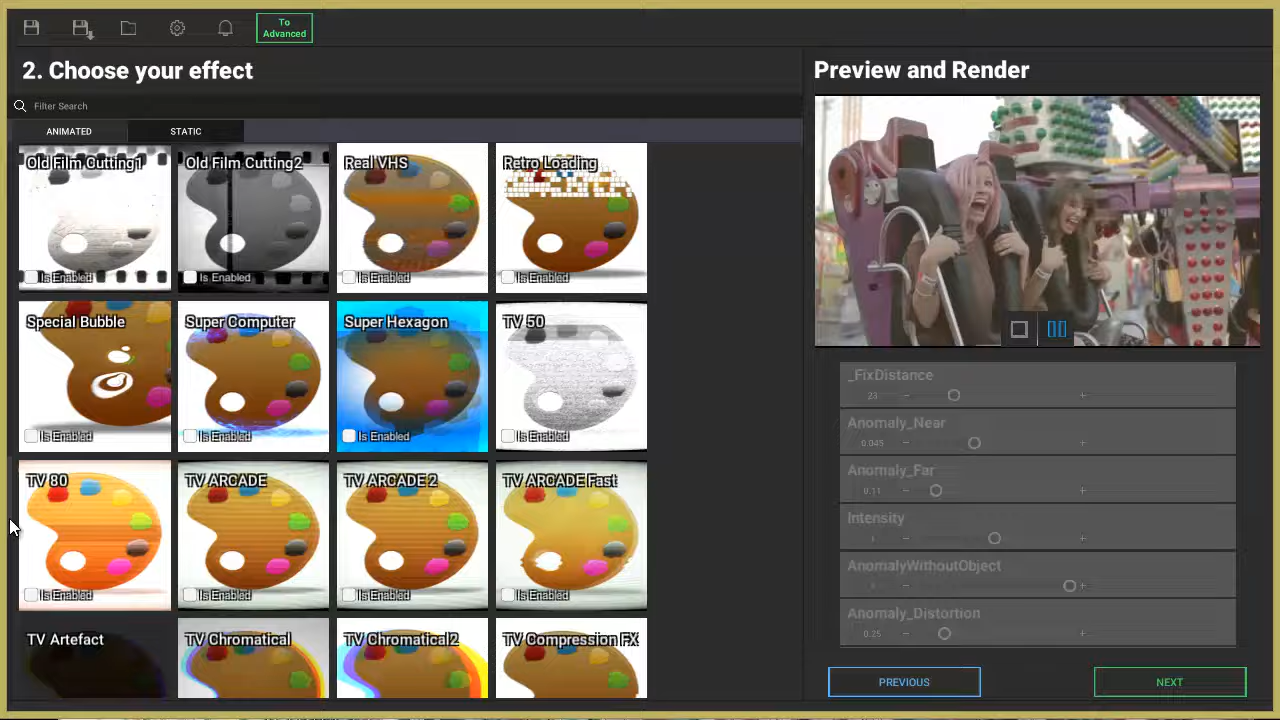 To
Advanced
2. Choose your effect
Preview and Render
Filter Search
ANIMATED
STATIC
Old Film Cutting1
Old Film Cutting2
Real VHS
Retro Loading
Is Enabled
Is Enabled
Is Enabled
Is Enabled
Special Bubble
Super Computer
Super Hexagon
TV 50
Is Enabled
Is Enabled
Is Enabled
Is Enabled
TV 80
TV ARCADE
TV ARCADE 2
TV ARCADE Fast
Is Enabled
Is Enabled
Is Enabled
Is Enabled
TV Artefact
TV Chromatical
TV Chromatical2
TV Compression FX
_FixDistance
23 - +
Anomaly_Near
0.045 - +
Anomaly_Far
0.11 - +
Intensity
1 - +
AnomalyWithoutObject
- +
Anomaly_Distortion
0.25 - +
PREVIOUS
NEXT